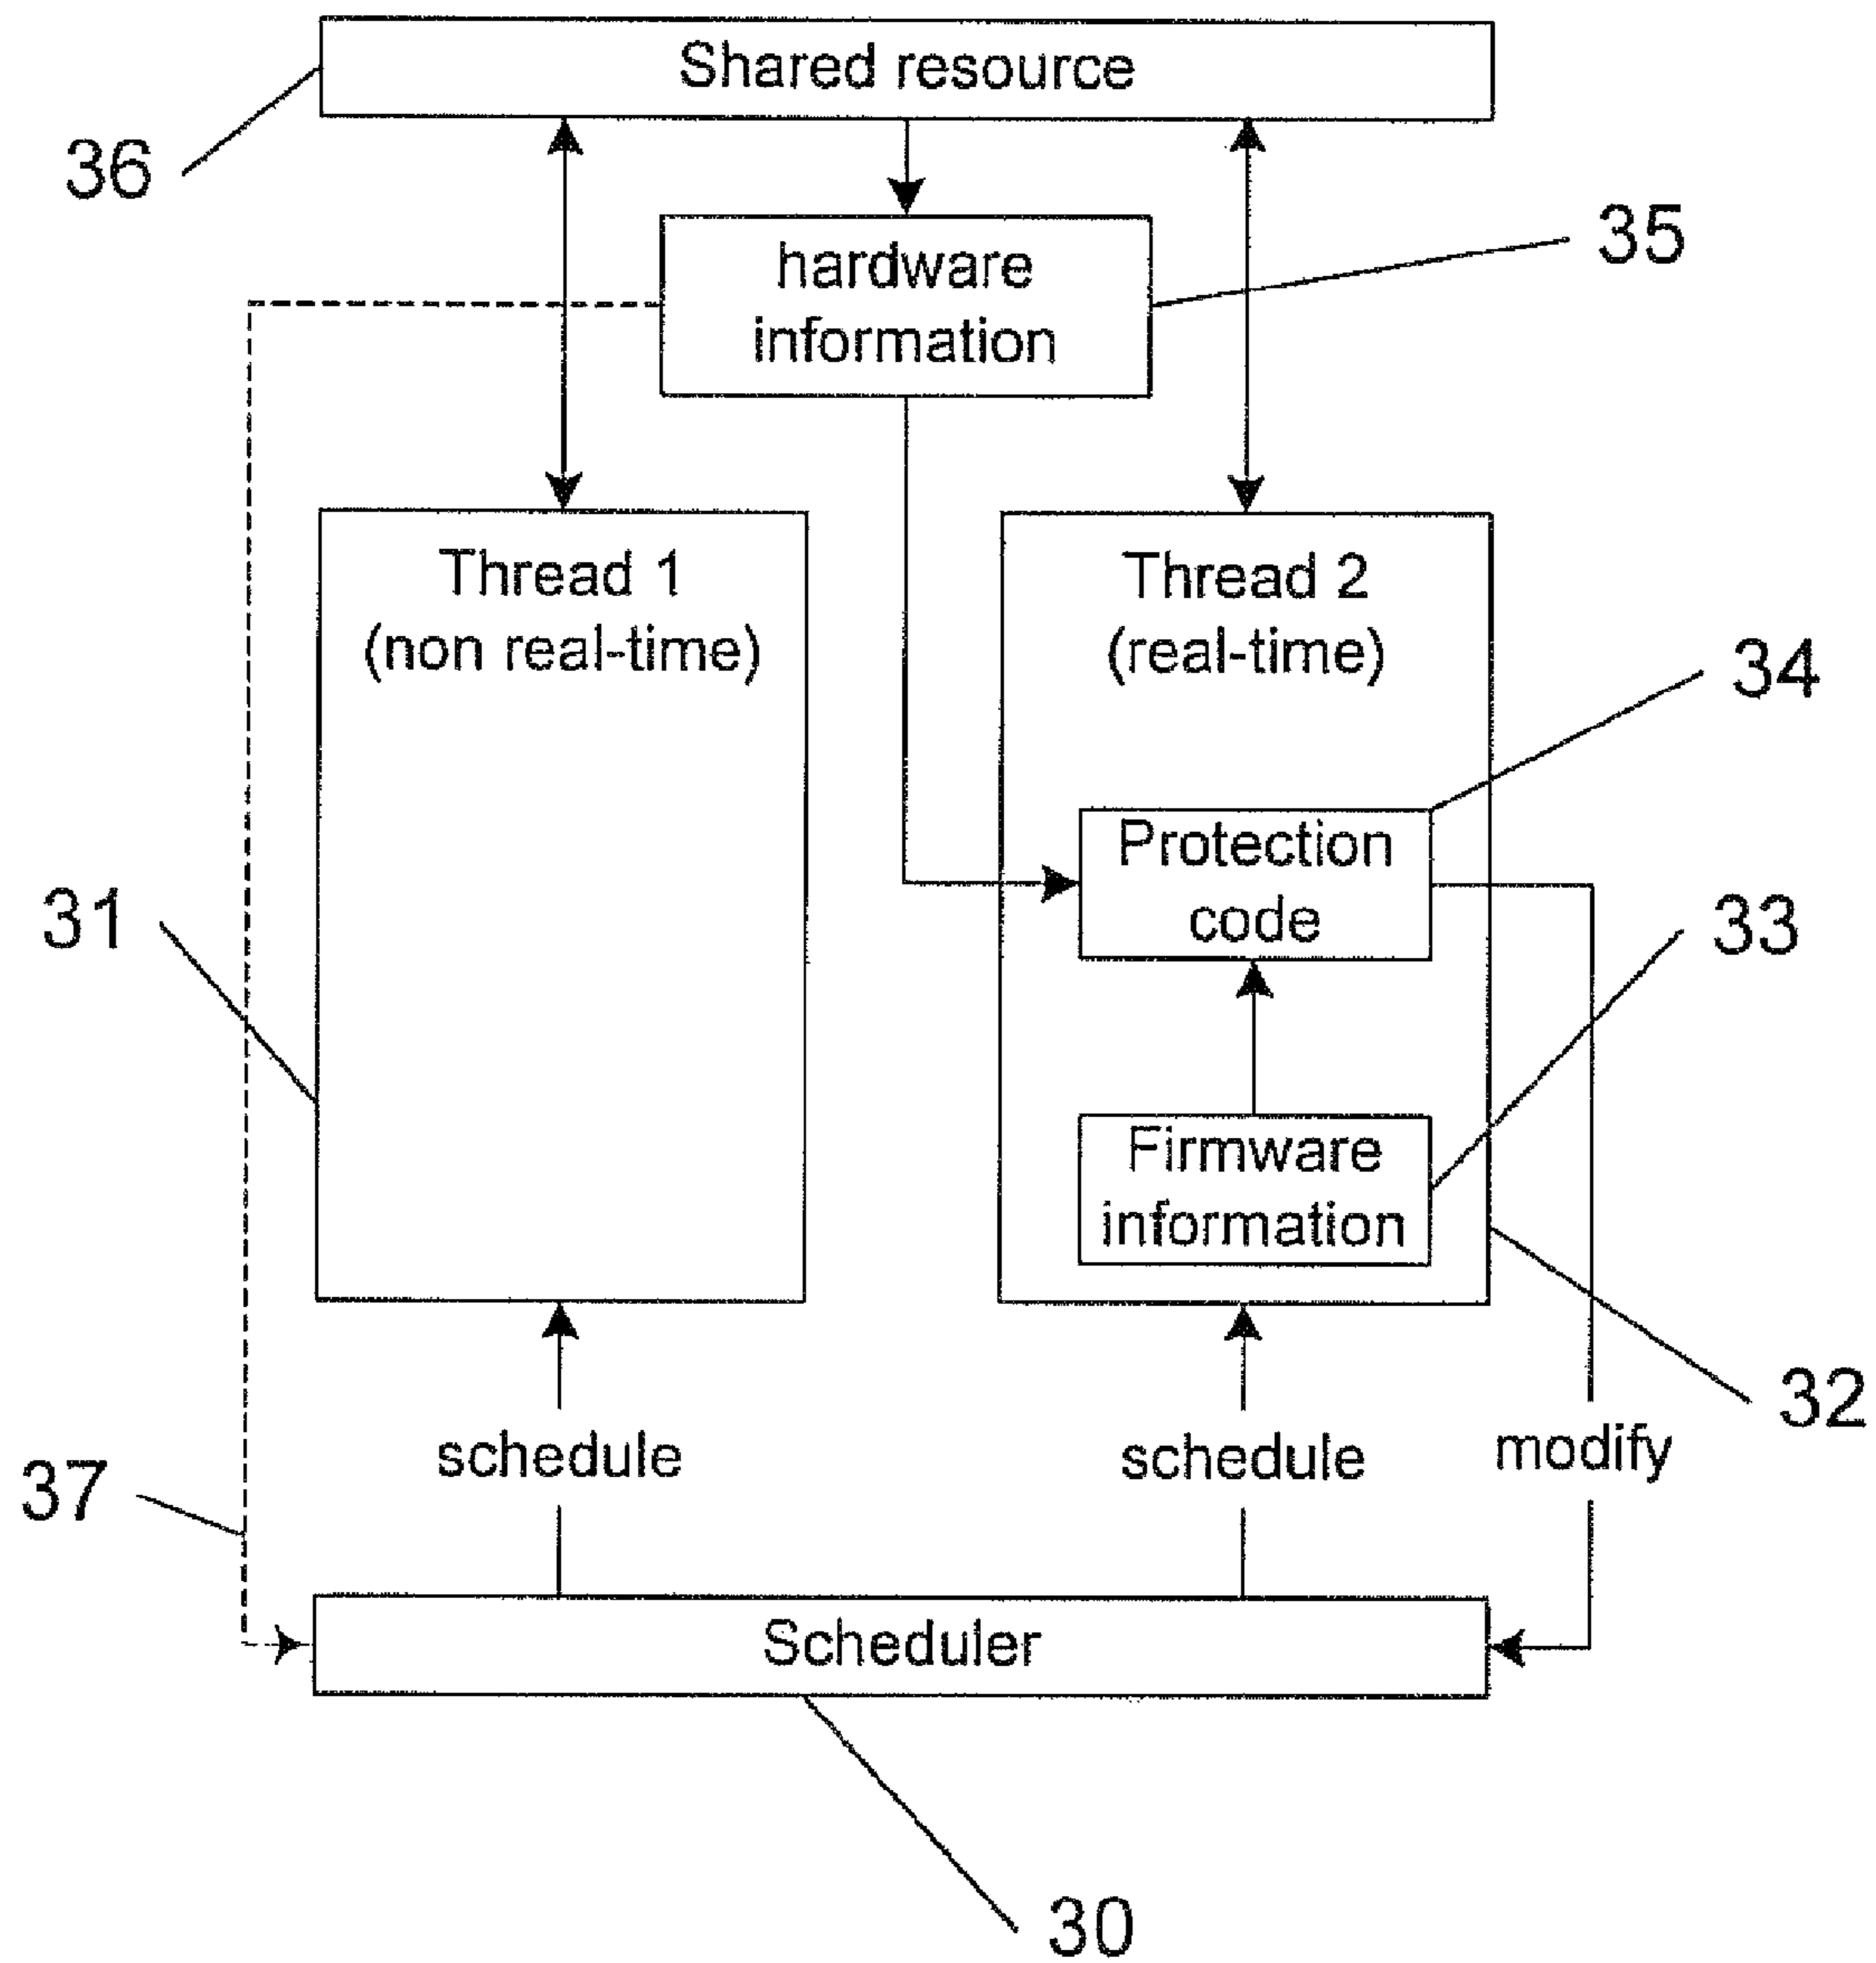 Shared resource
36
35
hardware
information
Thread 1
(non real-time)
Thread 2
(real-time)
34
Protection
code
31
33
Firmware
information
32
schedule
schedule
modify
37
Scheduler
30